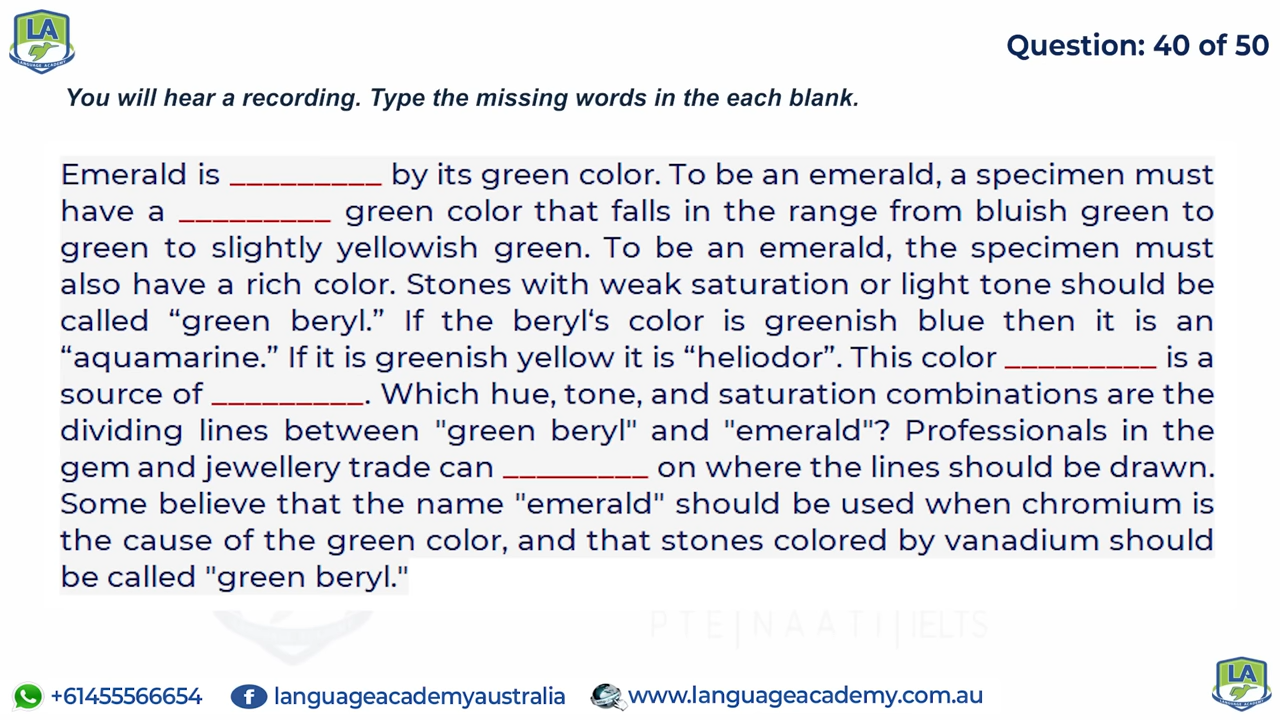 LA
LANGUAGE ACADEMY
Question: 40 of 50
You will hear a recording. Type the missing words in the each blank.
Emerald is _________ by its green color. To be an emerald, a specimen must
have a _________ green color that falls in the range from bluish green to
green to slightly yellowish green. To be an emerald, the specimen must
also have a rich color. Stones with weak saturation or light tone should be
called “green beryl.” If the beryl‘s color is greenish blue then it is an
“aquamarine.” If it is greenish yellow it is “heliodor”. This color _________ is a
source of _________. Which hue, tone, and saturation combinations are the
dividing lines between "green beryl" and "emerald"? Professionals in the
gem and jewellery trade can _________ on where the lines should be drawn.
Some believe that the name "emerald" should be used when chromium is
the cause of the green color, and that stones colored by vanadium should
be called "green beryl."
PTE|NAATI|IELTS
+61455566654 languageacademyaustralia www.languageacademy.com.au
LA